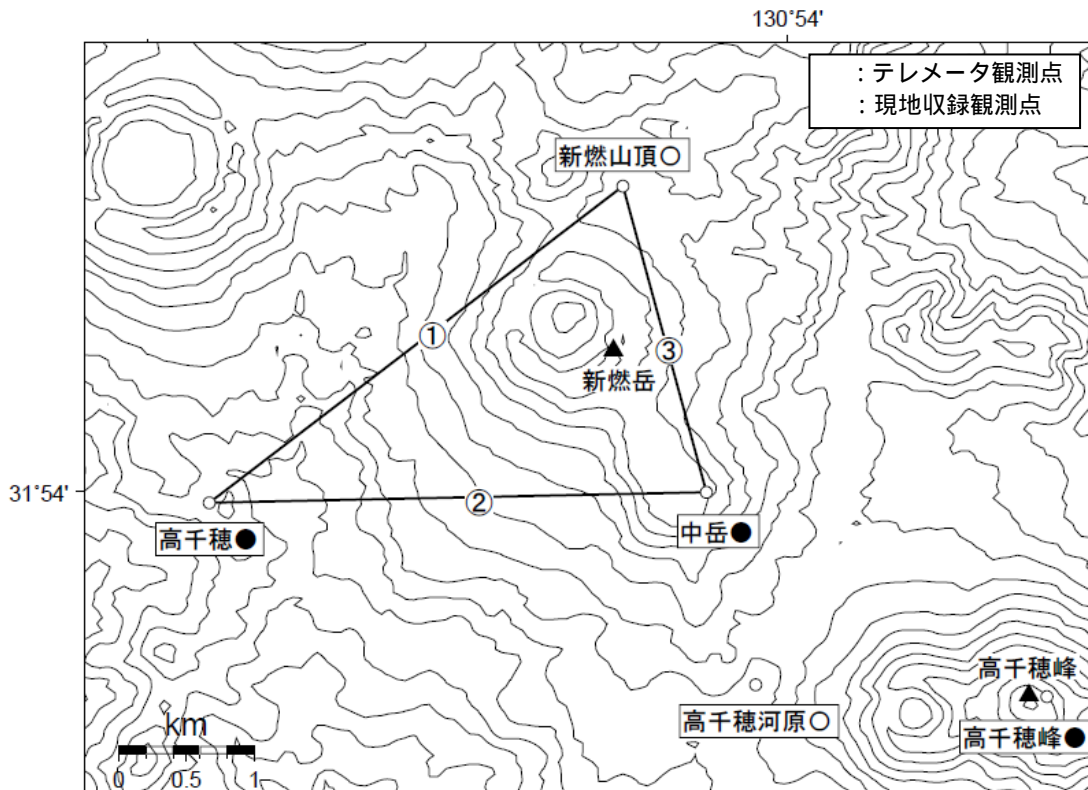 130°54'
：テレメータ観測点
：現地収録観測点
新燃山頂○
①
③
新燃岳
31°54'
②
高千穂●
中岳●
高千穂峰
km
高千穂河原○
高千穂峰●
0 0.5 1